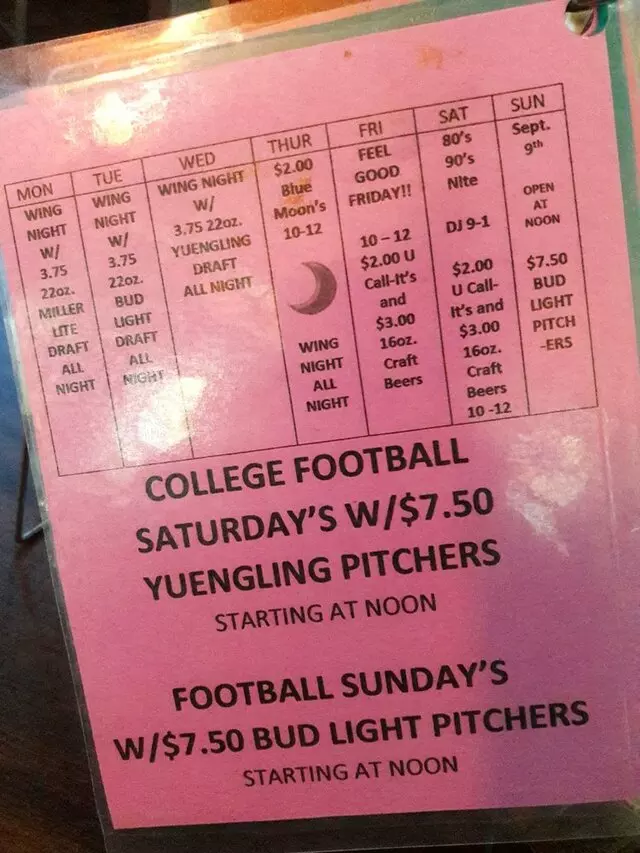 MON
WING
NIGHT
W/
3.75
22oz.
MILLER
LITE
DRAFT
ALL
NIGHT
TUE
WING
NIGHT
W/
3.75
22oz.
BUD
LIGHT
DRAFT
ALL
NIGHT
WED
WING NIGHT
W/
3.75 22oz.
YUENGLING
DRAFT
ALL NIGHT
THUR
$2.00
Blue
Moon's
10-12
WING
NIGHT
ALL
NIGHT
FRI
FEEL
GOOD
FRIDAY!!
10 – 12
$2.00 U
Call-It's
and
$3.00
16oz.
Craft
Beers
SAT
80's
90's
NIte
DJ 9-1
$2.00
U Call-
It's and
$3.00
16oz.
Craft
Beers
10 -12
SUN
Sept.
9th
OPEN
AT
NOON
$7.50
BUD
LIGHT
PITCH
-ERS
COLLEGE FOOTBALL
SATURDAY'S W/$7.50
YUENGLING PITCHERS
STARTING AT NOON
FOOTBALL SUNDAY'S
W/$7.50 BUD LIGHT PITCHERS
STARTING AT NOON